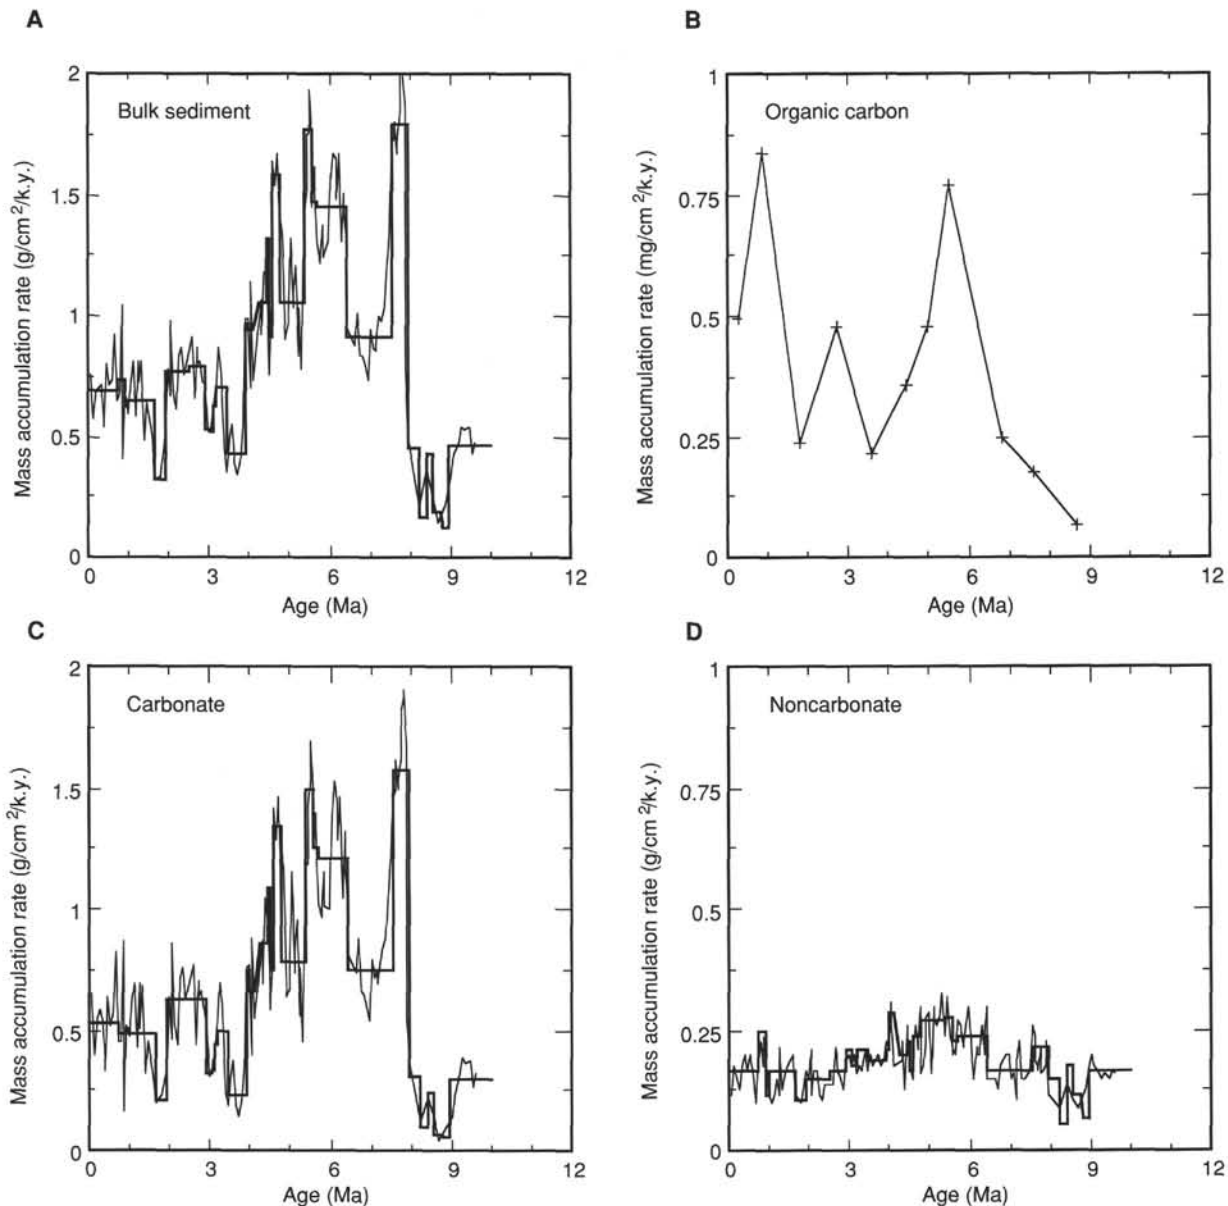 A
Bulk sediment
Mass accumulation rate (g/cm²/k.y.)
2
1.5
1
0.5
0
0 3 6 9 12
Age (Ma)
B
Organic carbon
Mass accumulation rate (mg/cm²/k.y.)
1
0.75
0.5
0.25
0
0 3 6 9 12
Age (Ma)
C
Carbonate
Mass accumulation rate (g/cm²/k.y.)
2
1.5
1
0.5
0
0 3 6 9 12
Age (Ma)
D
Noncarbonate
Mass accumulation rate (g/cm²/k.y.)
1
0.75
0.5
0.25
0
0 3 6 9 12
Age (Ma)